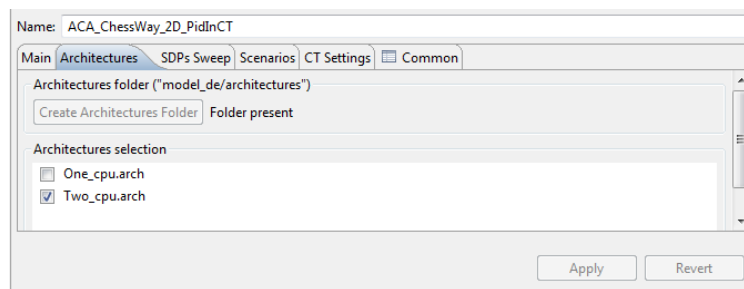 Name: ACA_ChessWay_2D_PidInCT
Main Architectures SDPs Sweep Scenarios CT Settings Common
Architectures folder ("model_de/architectures")
Create Architectures Folder Folder present
Architectures selection
One_cpu.arch
Two_cpu.arch
Apply Revert